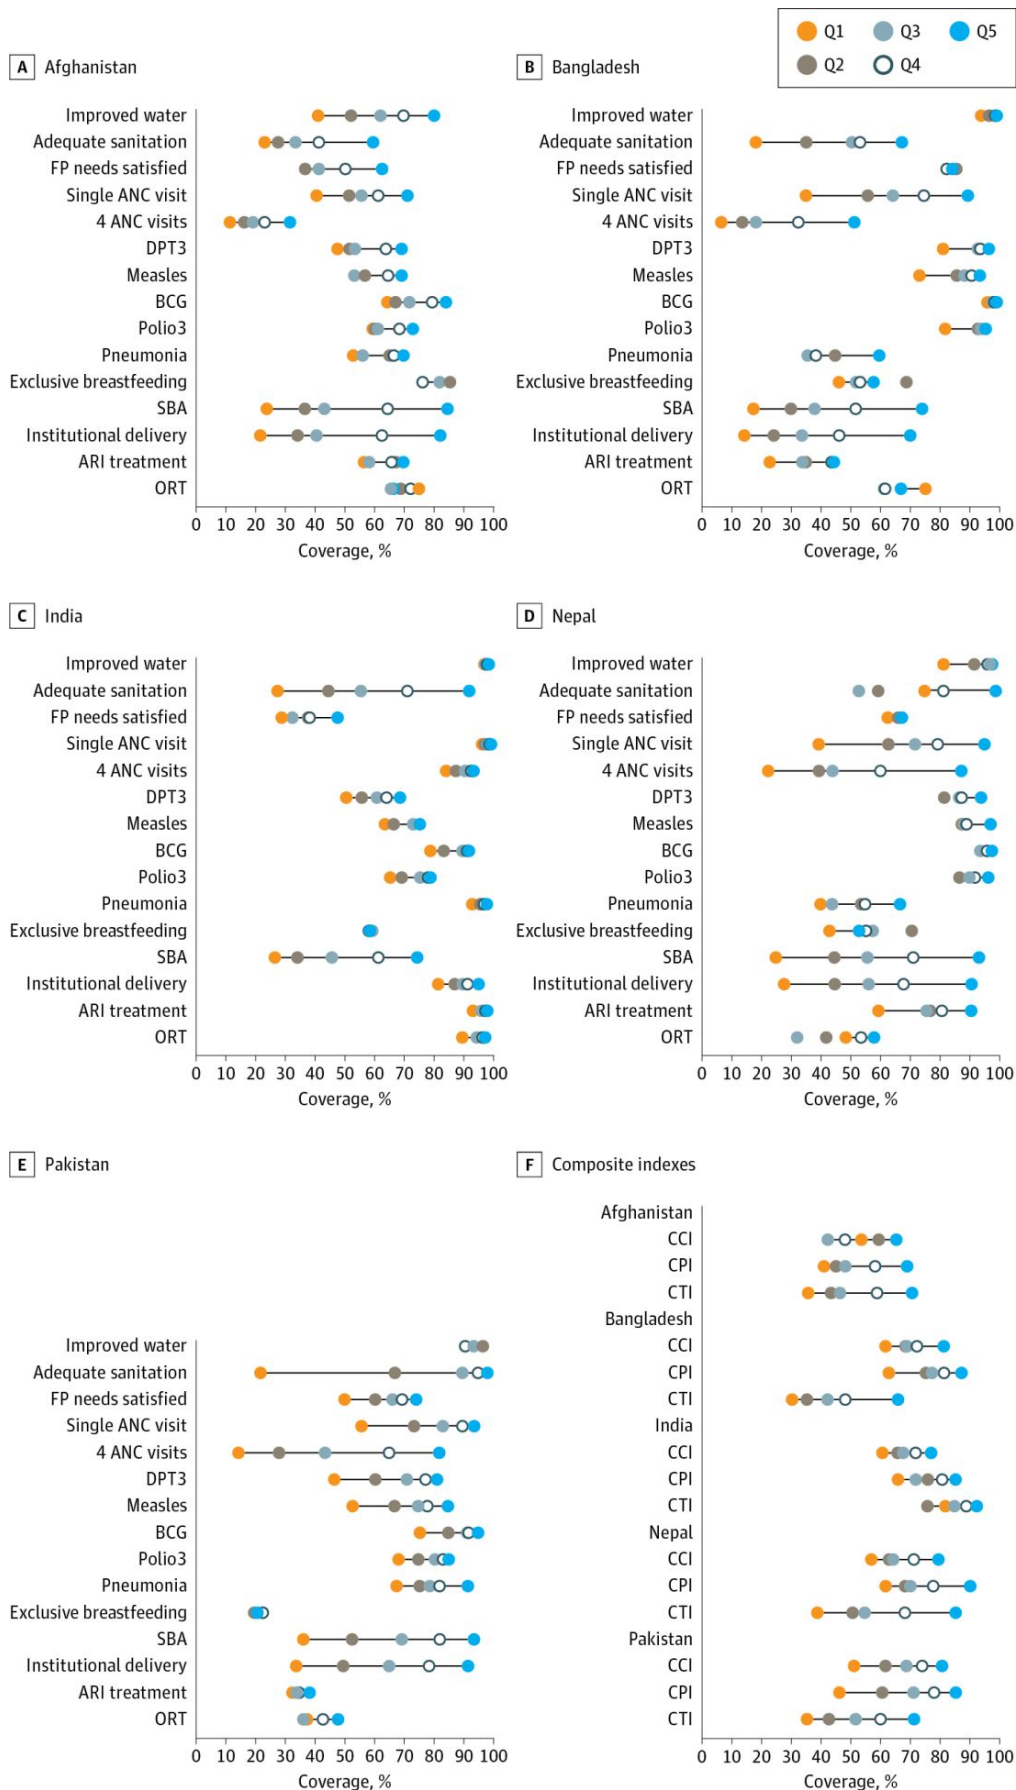 Q1 Q3 Q5
Q2 Q4
A Afghanistan
Improved water
Adequate sanitation
FP needs satisfied
Single ANC visit
4 ANC visits
DPT3
Measles
BCG
Polio3
Pneumonia
Exclusive breastfeeding
SBA
Institutional delivery
ARI treatment
ORT
0 10 20 30 40 50 60 70 80 90 100
Coverage, %
B Bangladesh
Improved water
Adequate sanitation
FP needs satisfied
Single ANC visit
4 ANC visits
DPT3
Measles
BCG
Polio3
Pneumonia
Exclusive breastfeeding
SBA
Institutional delivery
ARI treatment
ORT
0 10 20 30 40 50 60 70 80 90 100
Coverage, %
C India
Improved water
Adequate sanitation
FP needs satisfied
Single ANC visit
4 ANC visits
DPT3
Measles
BCG
Polio3
Pneumonia
Exclusive breastfeeding
SBA
Institutional delivery
ARI treatment
ORT
0 10 20 30 40 50 60 70 80 90 100
Coverage, %
D Nepal
Improved water
Adequate sanitation
FP needs satisfied
Single ANC visit
4 ANC visits
DPT3
Measles
BCG
Polio3
Pneumonia
Exclusive breastfeeding
SBA
Institutional delivery
ARI treatment
ORT
0 10 20 30 40 50 60 70 80 90 100
Coverage, %
E Pakistan
Improved water
Adequate sanitation
FP needs satisfied
Single ANC visit
4 ANC visits
DPT3
Measles
BCG
Polio3
Pneumonia
Exclusive breastfeeding
SBA
Institutional delivery
ARI treatment
ORT
0 10 20 30 40 50 60 70 80 90 100
Coverage, %
F Composite indexes
Afghanistan
CCI
CPI
CTI
Bangladesh
CCI
CPI
CTI
India
CCI
CPI
CTI
Nepal
CCI
CPI
CTI
Pakistan
CCI
CPI
CTI
0 10 20 30 40 50 60 70 80 90 100
Coverage, %